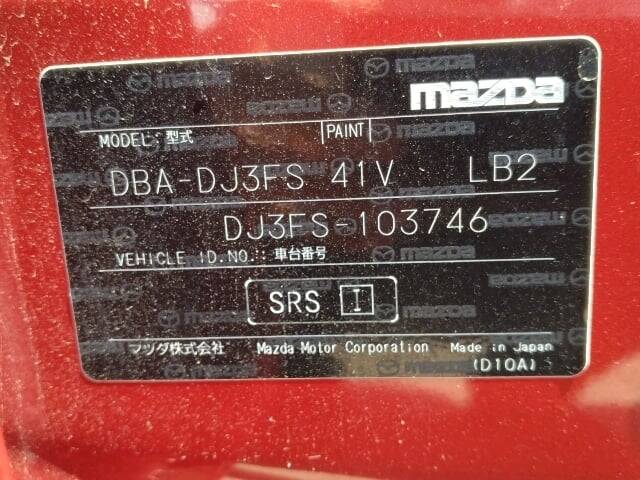 mazda
MODEL: 型式 PAINT
DBA-DJ3FS 41V LB2
DJ3FS-103746
VEHICLE ID.NO.: 車台番号
SRS I
マツダ株式会社 Mazda Motor Corporation Made in Japan
(D10A)